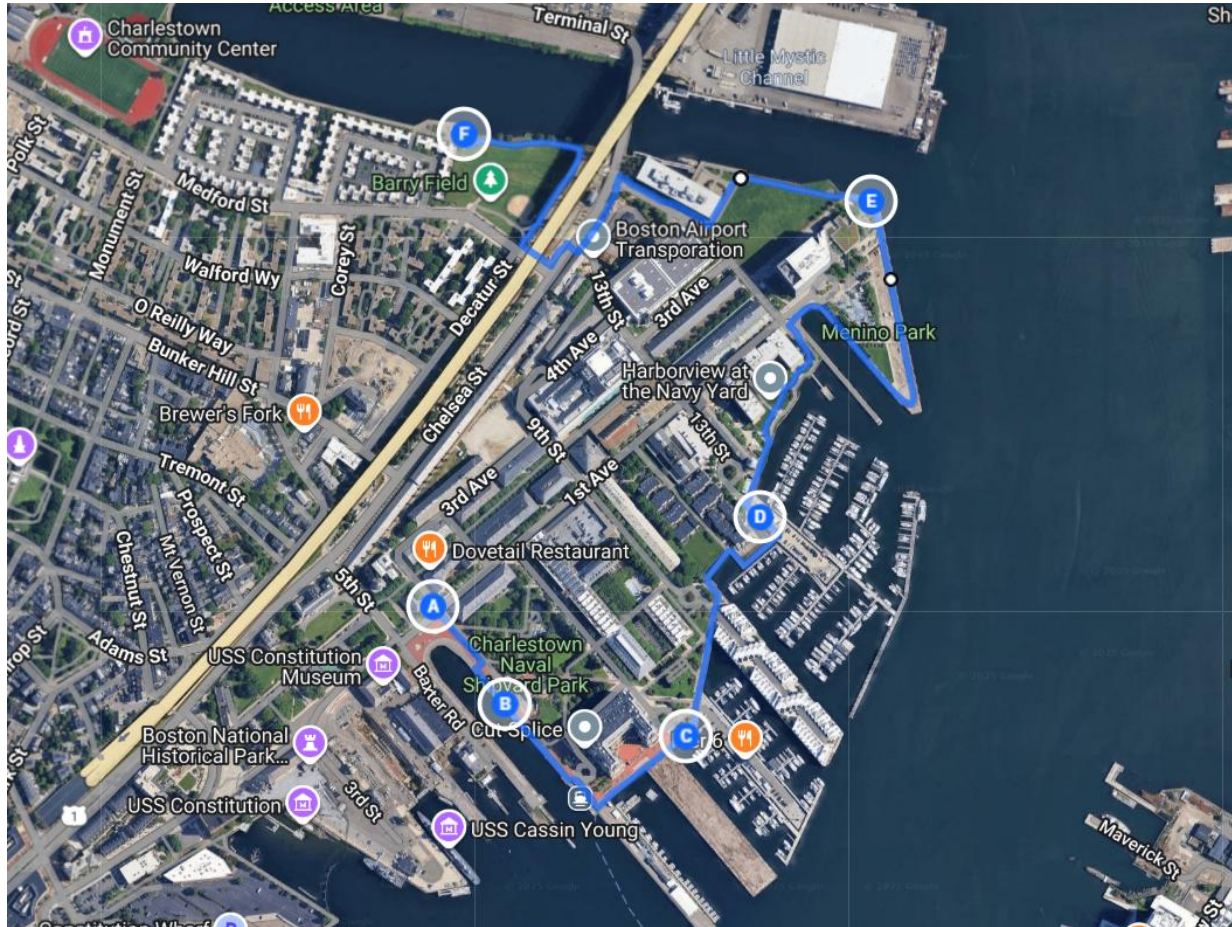 Access Area
Charlestown
Community Center
Terminal St
Little Mystic
Channel
Polk St
Monument St
Medford St
Corey St
Barry Field
F
E
Boston Airport
Transporation
Walford Wy
O Reilly Way
Bunker Hill St
Decatur St
13th St
3rd Ave
4th Ave
Menino Park
Harborview at
the Navy Yard
Brewer's Fork
Chelsea St
9th St
13th St
1st Ave
3rd Ave
Tremont St
Prospect St
Mt Vernon St
Chestnut St
Adams St
D
Dovetail Restaurant
5th St
A
USS Constitution
Museum
Baxter Rd
Charlestown
Naval
Shipyard Park
B
Cut Splice
C
6
Boston National
Historical Park...
USS Constitution
3rd St
1
USS Cassin Young
Maverick St